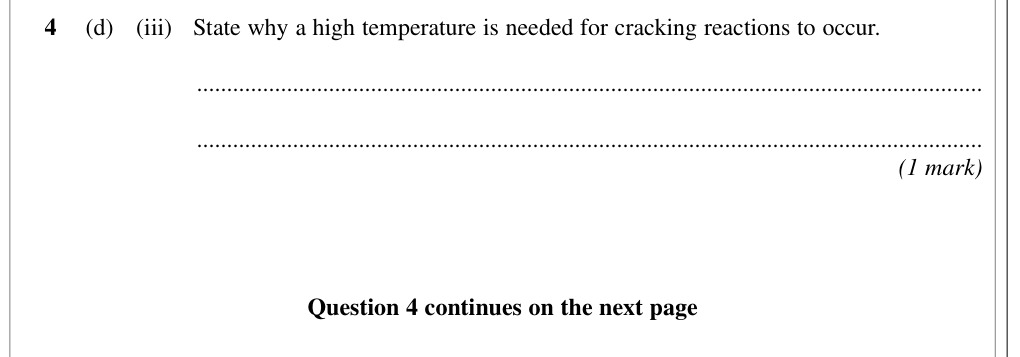 4 (d) (iii) State why a high temperature is needed for cracking reactions to occur.
....................................................................................................................................
....................................................................................................................................
(1 mark)
Question 4 continues on the next page